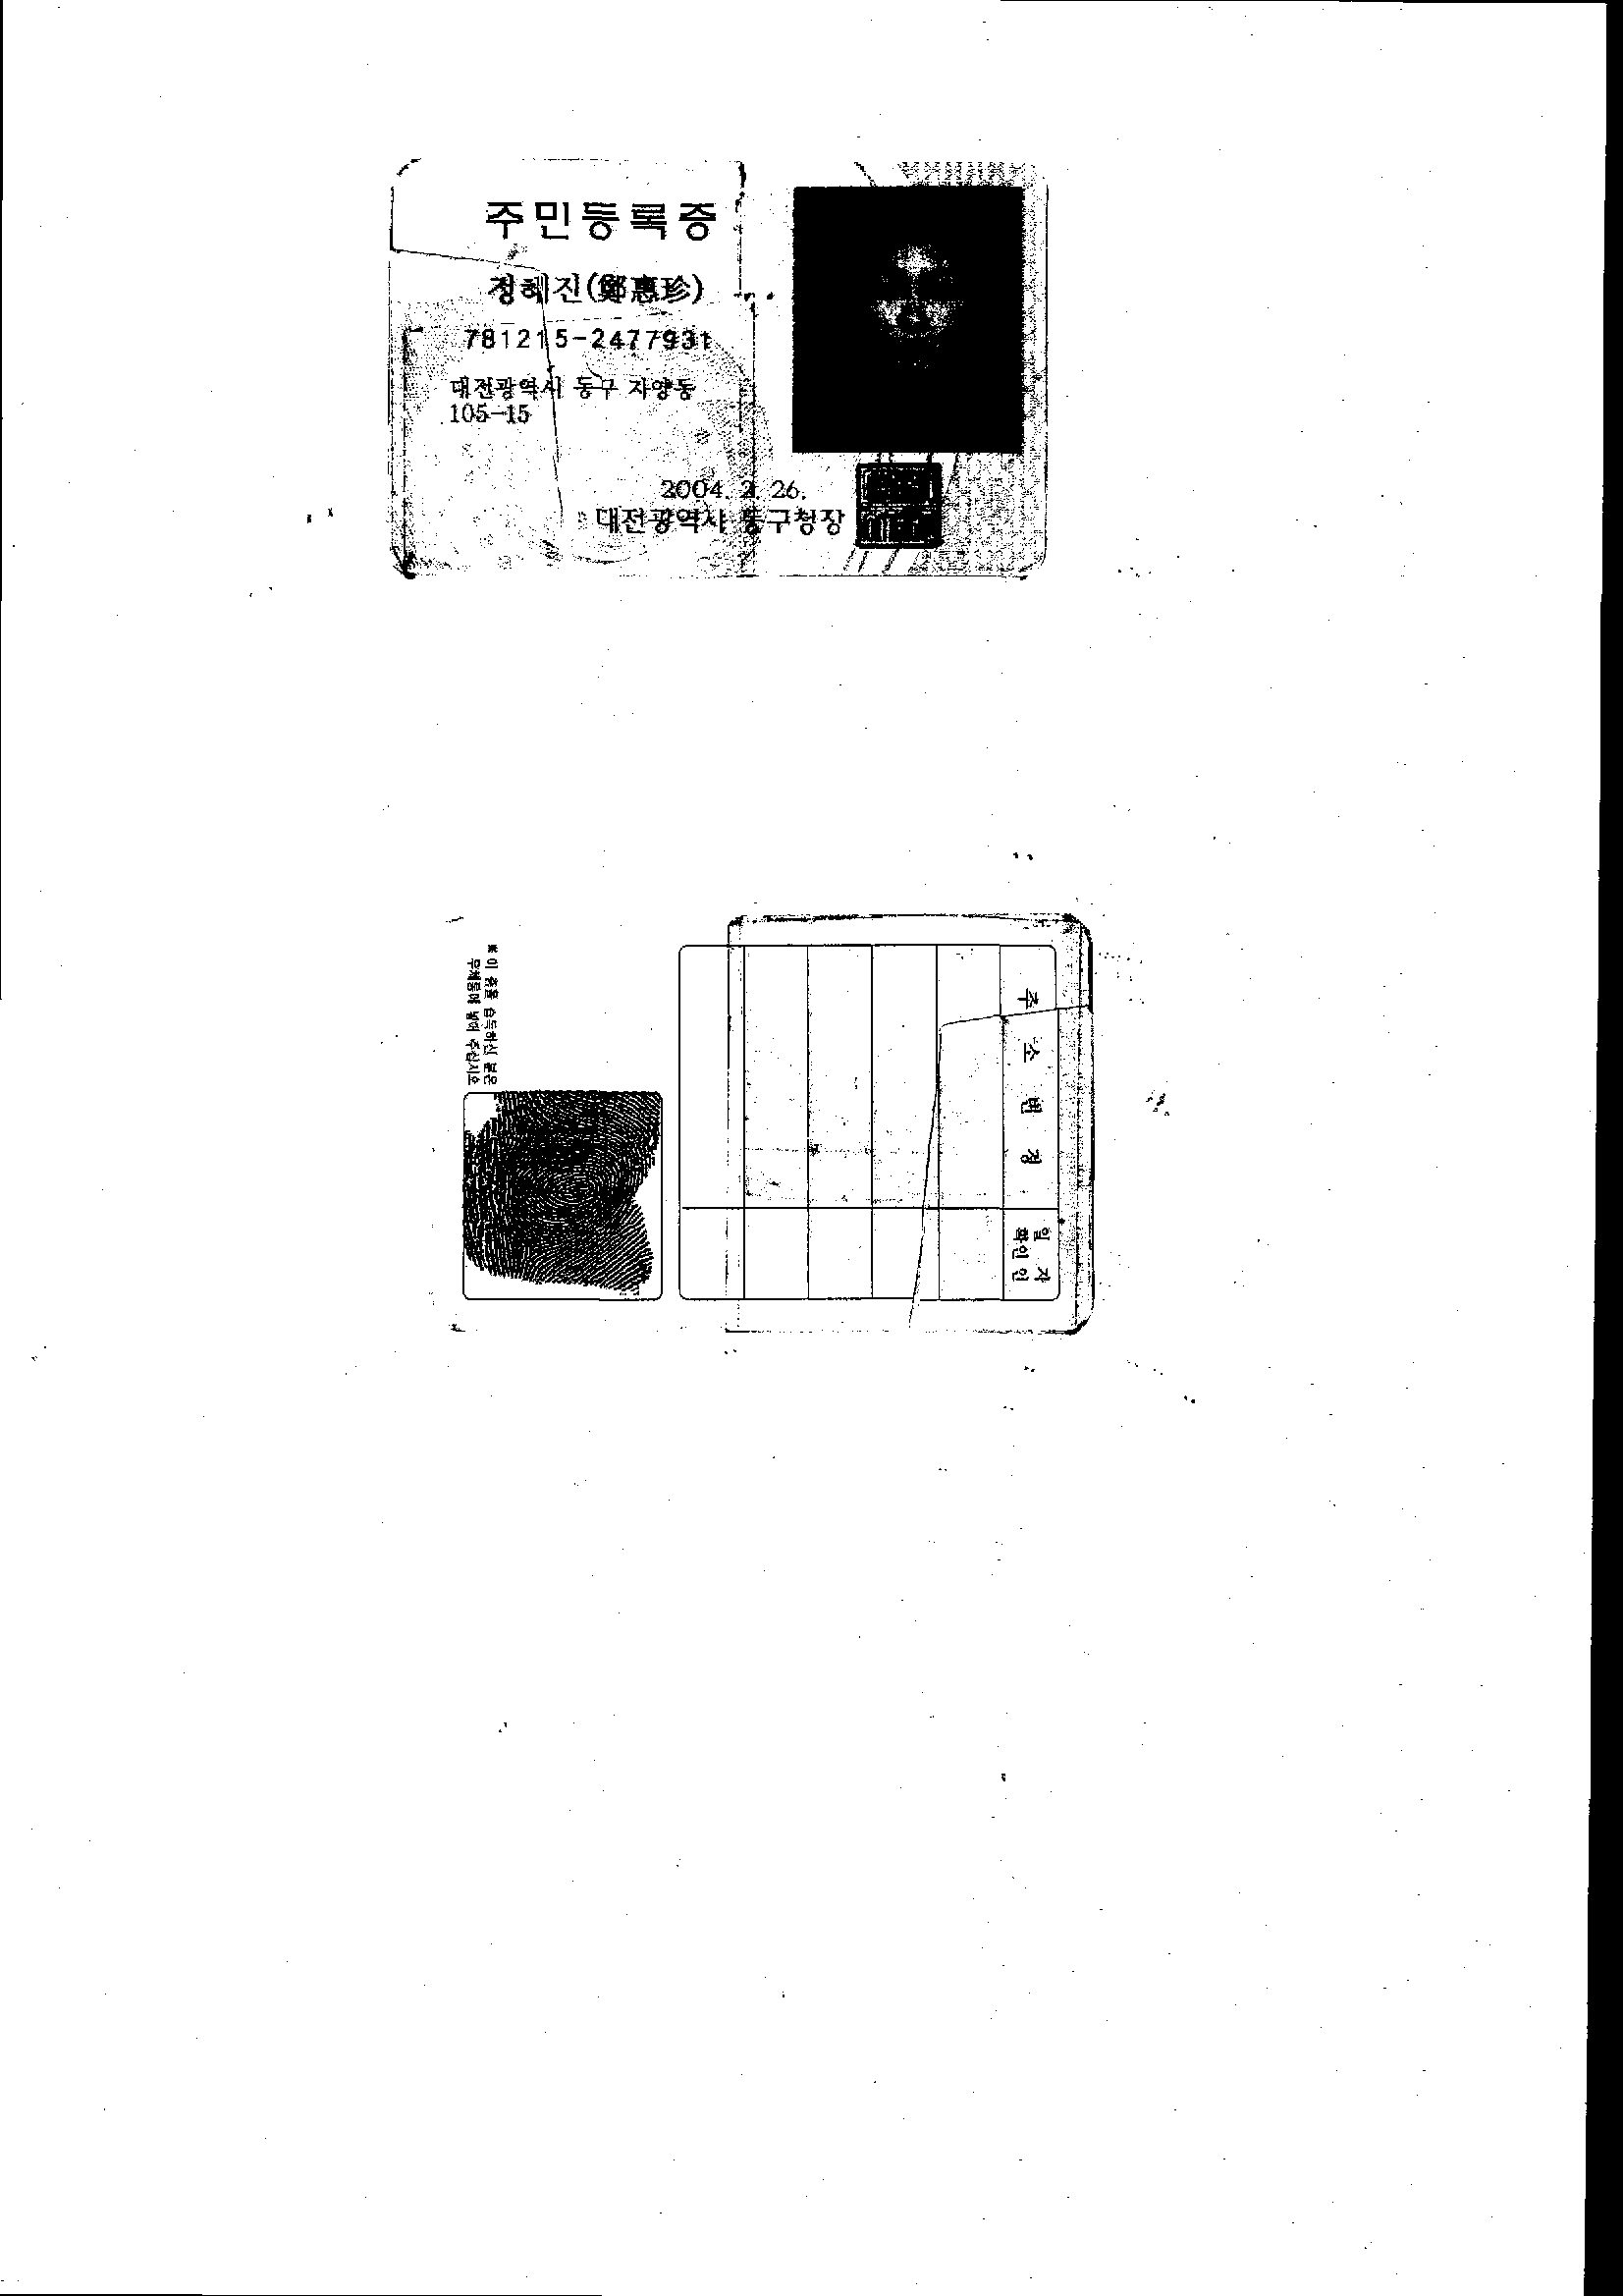 주민등록증
정혜진(鄭惠珍)
781215-2477931
대전광역시 동구 자양동
105-15
2004. 26.
대전광역시 동구청장
※ 이 증을 습득하신 분은
우체통에 넣어 주십시오
주 소 변 경
일 자
확인인